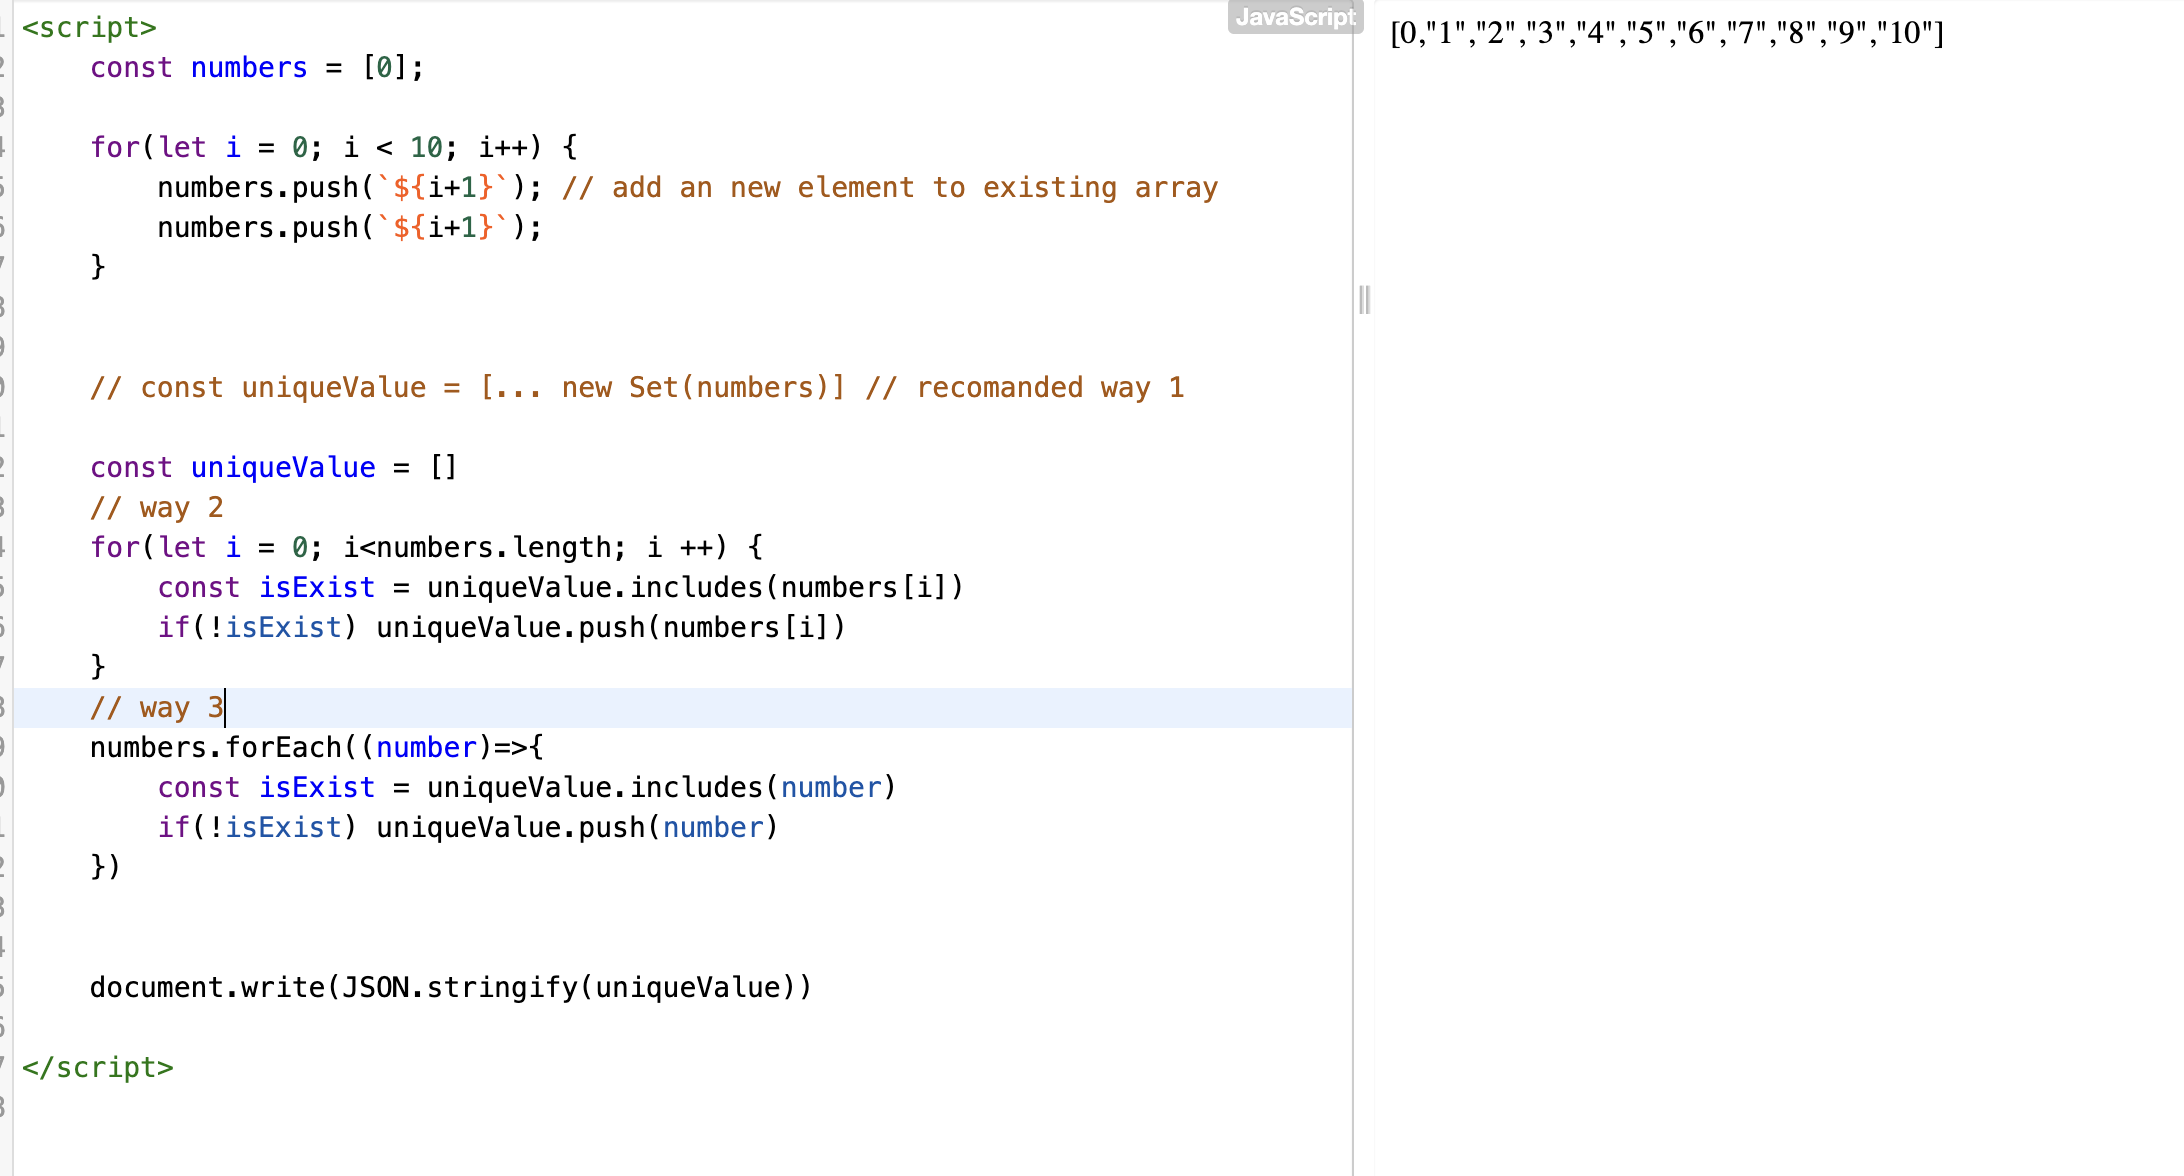 JavaScript
<script>
const numbers = [0];
for(let i = 0; i < 10; i++) {
numbers.push(`${i+1}`); // add an new element to existing array
numbers.push(`${i+1}`);
}
// const uniqueValue = [... new Set(numbers)] // recomanded way 1
const uniqueValue = []
// way 2
for(let i = 0; i<numbers.length; i ++) {
const isExist = uniqueValue.includes(numbers[i])
if(!isExist) uniqueValue.push(numbers[i])
}
// way 3
numbers.forEach((number)=>{
const isExist = uniqueValue.includes(number)
if(!isExist) uniqueValue.push(number)
})
document.write(JSON.stringify(uniqueValue))
</script>
[0,"1","2","3","4","5","6","7","8","9","10"]